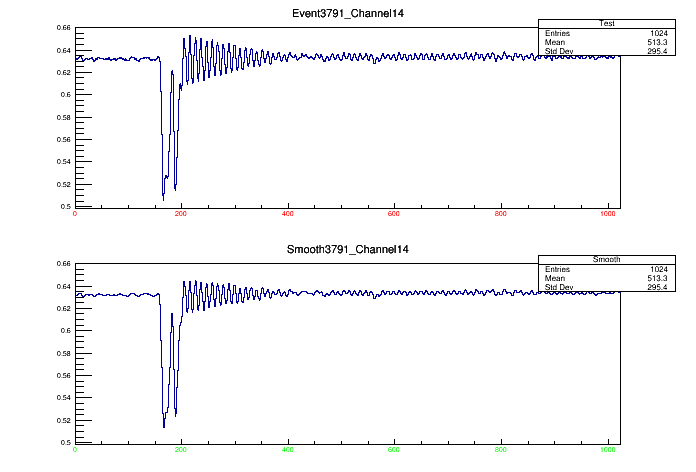 Event3791_Channel14
Test
Entries 1024
Mean 513.3
Std Dev 295.4
0.66
0.64
0.62
0.6
0.58
0.56
0.54
0.52
0.5
0 200 400 600 800 1000
Smooth3791_Channel14
Smooth
Entries 1024
Mean 513.3
Std Dev 295.4
0.66
0.64
0.62
0.6
0.58
0.56
0.54
0.52
0.5
0 200 400 600 800 1000